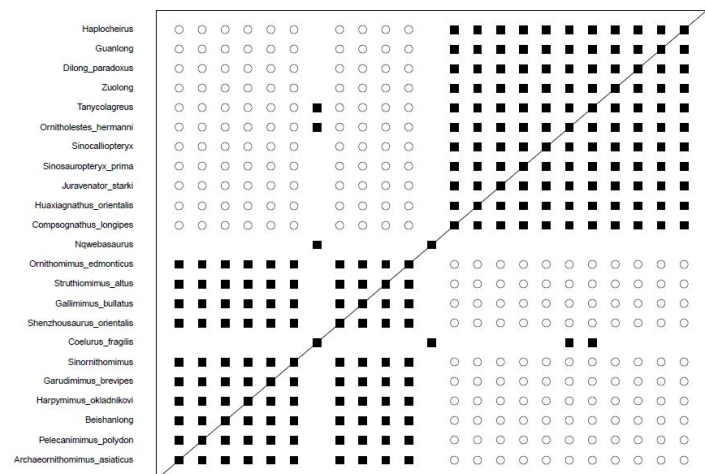 Haplocheirus
Guanlong
Dilong_paradoxus
Zuolong
Tanycolagreus
Ornitholestes_hermanni
Sinocalliopteryx
Sinosauropteryx_prima
Juravenator_starki
Huaxiagnathus_orientalis
Compsognathus_longipes
Nqwebasaurus
Ornithomimus_edmonticus
Struthiomimus_altus
Gallimimus_bullatus
Shenzhousaurus_orientalis
Coelurus_fragilis
Sinornithomimus
Garudimimus_brevipes
Harpymimus_okladnikovi
Beishanlong
Pelecanimimus_polydon
Archaeornithomimus_asiaticus